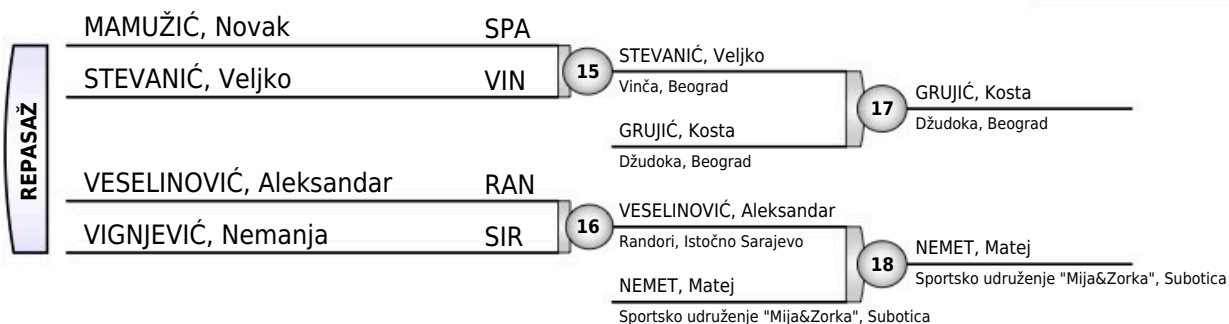 REPASAŽ
MAMUŽIĆ, Novak SPA
STEVANIĆ, Veljko VIN
VESELINOVIĆ, Aleksandar RAN
VIGNJEVIĆ, Nemanja SIR
15
STEVANIĆ, Veljko
Vinča, Beograd
GRUJIĆ, Kosta
Džudoka, Beograd
16
VESELINOVIĆ, Aleksandar
Randori, Istočno Sarajevo
NEMET, Matej
Sportsko udruženje "Mija&Zorka", Subotica
17
GRUJIĆ, Kosta
Džudoka, Beograd
18
NEMET, Matej
Sportsko udruženje "Mija&Zorka", Subotica